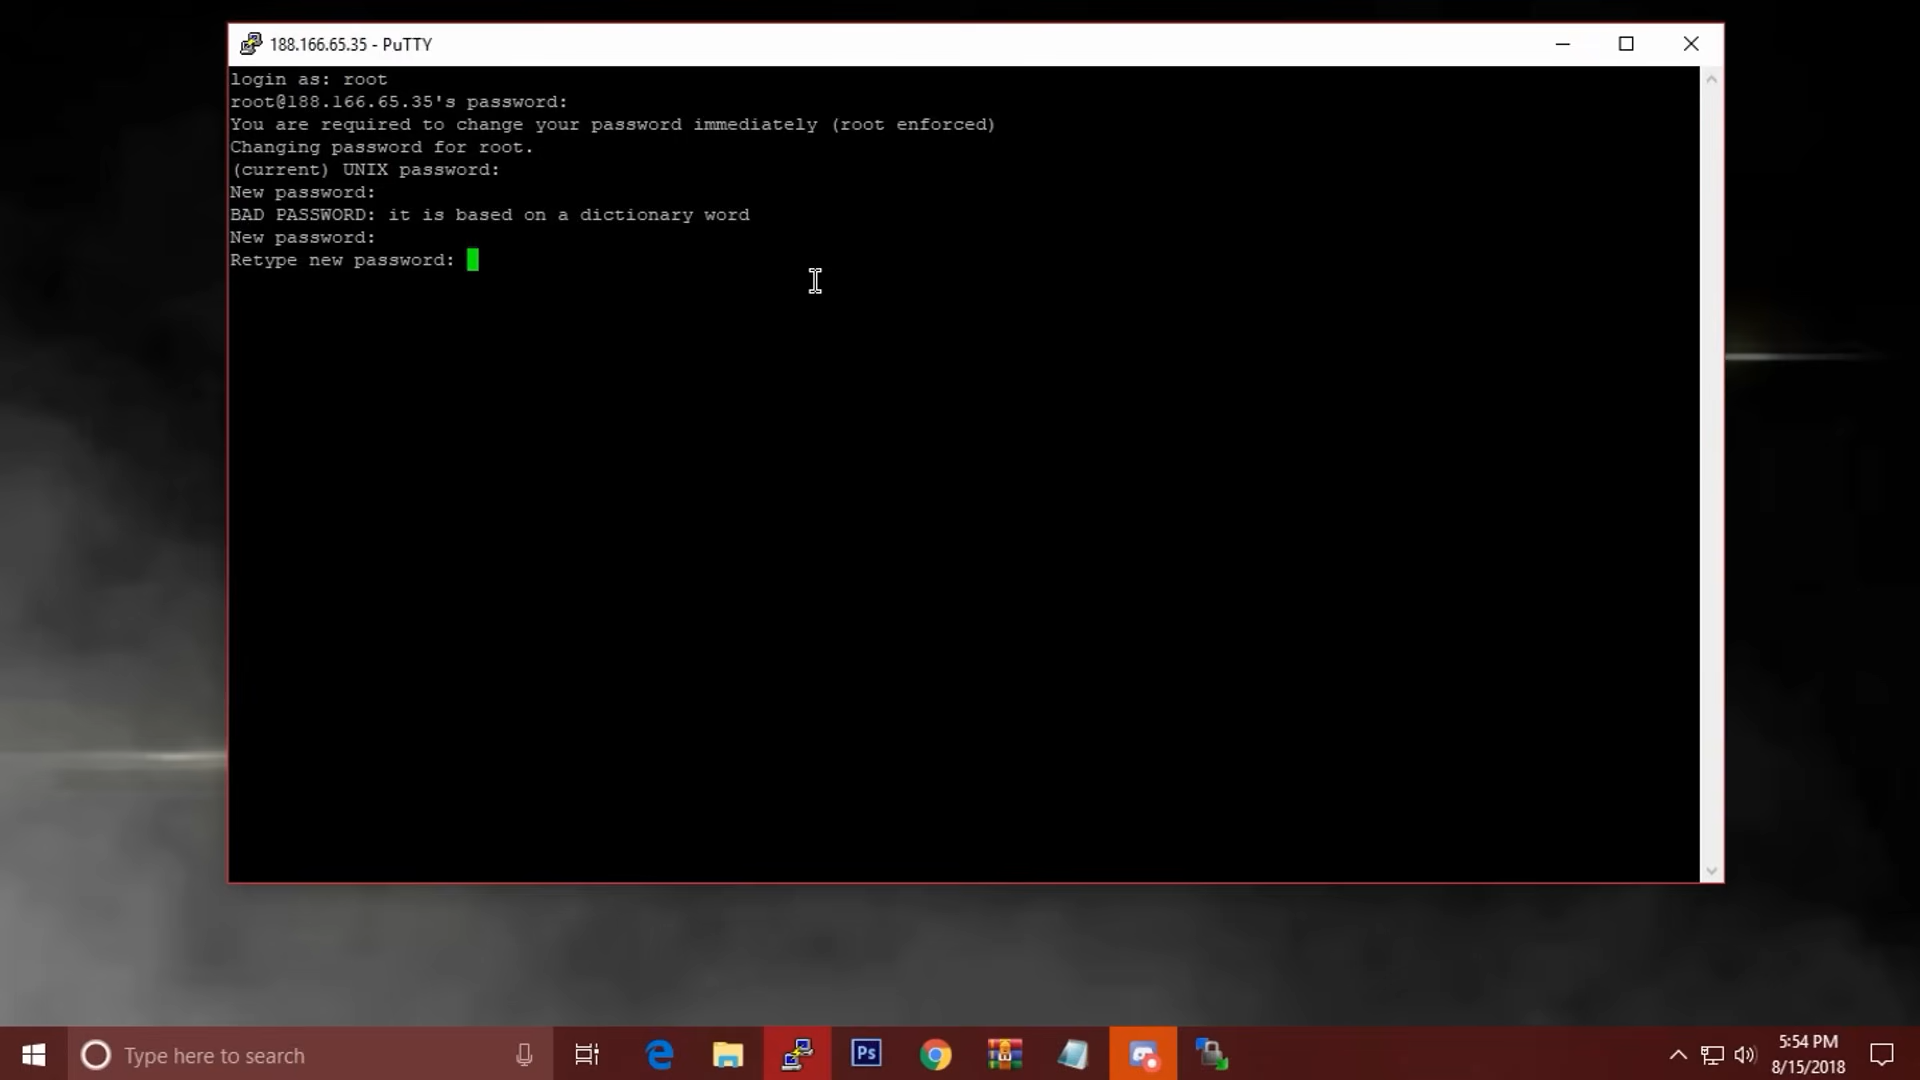 188.166.65.35 - PuTTY
login as: root
root@188.166.65.35's password:
You are required to change your password immediately (root enforced)
Changing password for root.
(current) UNIX password:
New password:
BAD PASSWORD: it is based on a dictionary word
New password:
Retype new password:
Type here to search
Ps
5:54 PM
8/15/2018